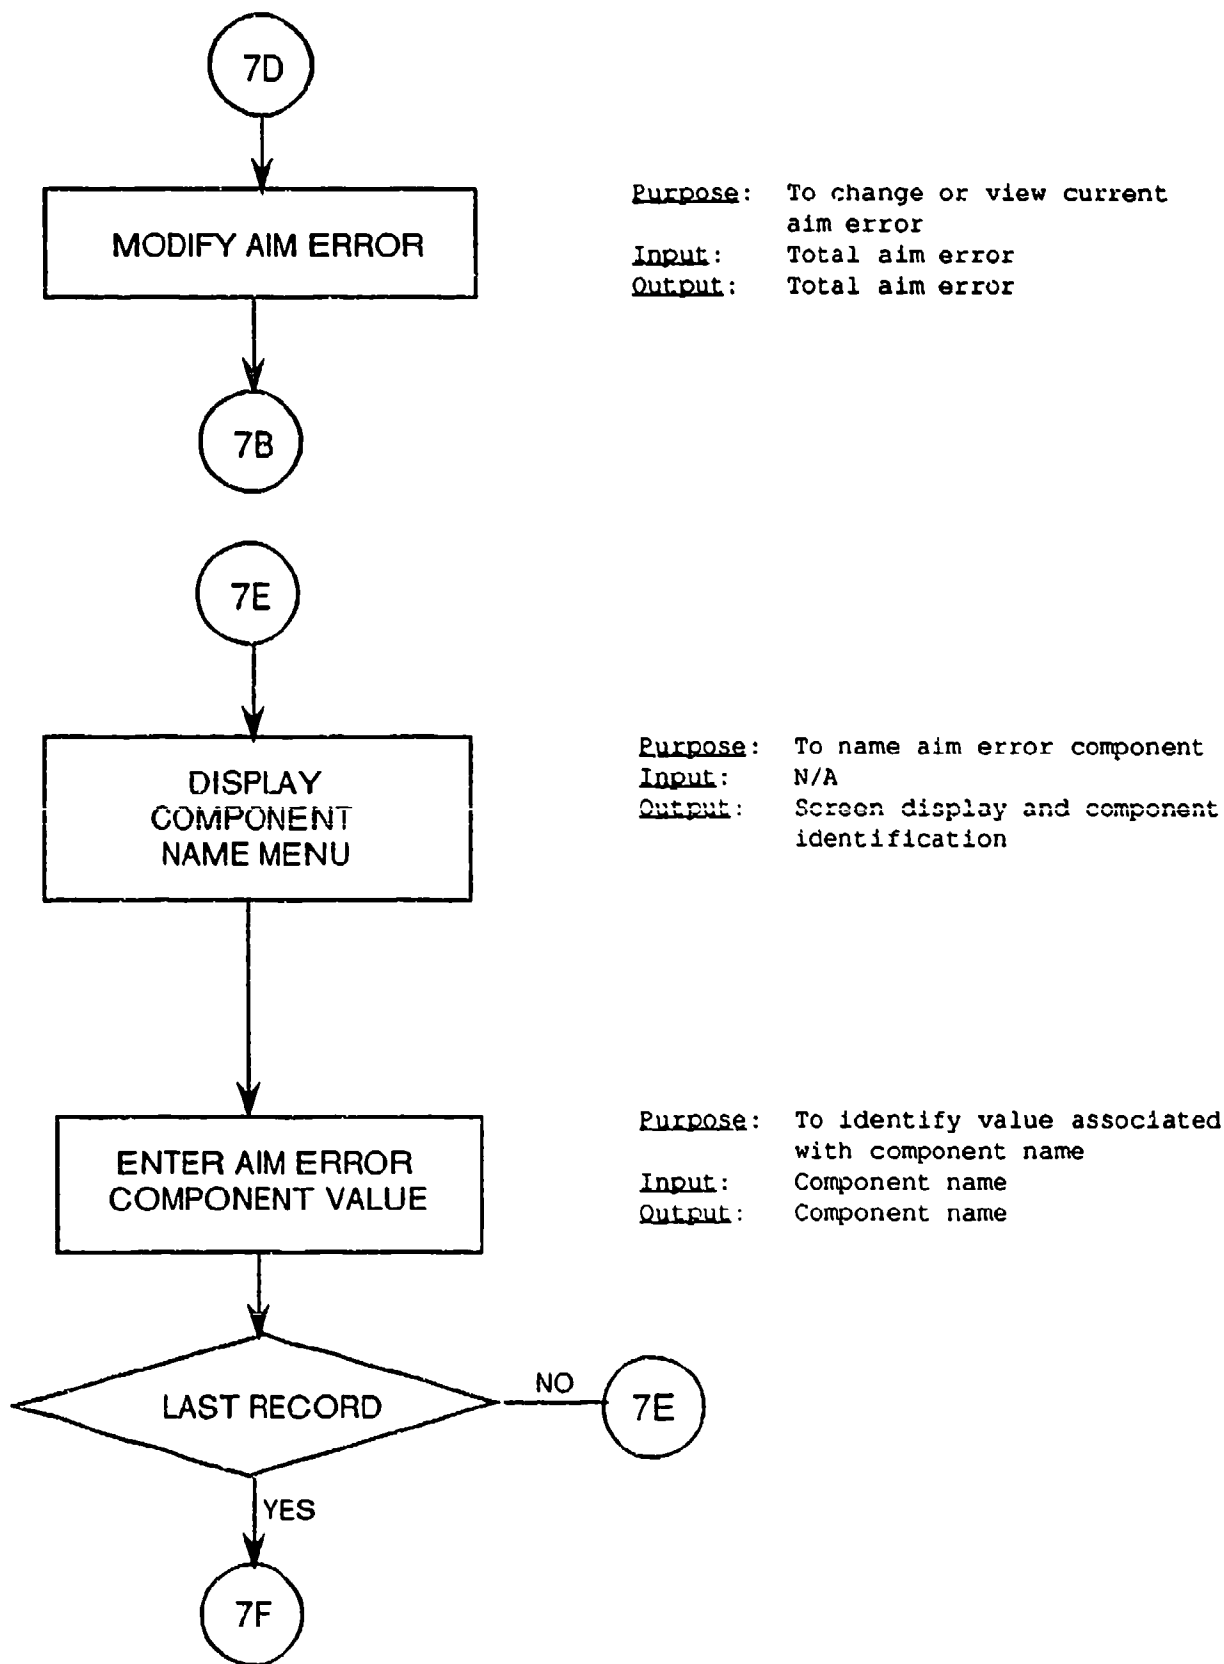 7D
MODIFY AIM ERROR
Purpose: To change or view current
aim error
Input: Total aim error
Output: Total aim error
7B
7E
DISPLAY
COMPONENT
NAME MENU
Purpose: To name aim error component
Input: N/A
Output: Screen display and component
identification
ENTER AIM ERROR
COMPONENT VALUE
Purpose: To identify value associated
with component name
Input: Component name
Output: Component name
LAST RECORD
NO
7E
YES
7F